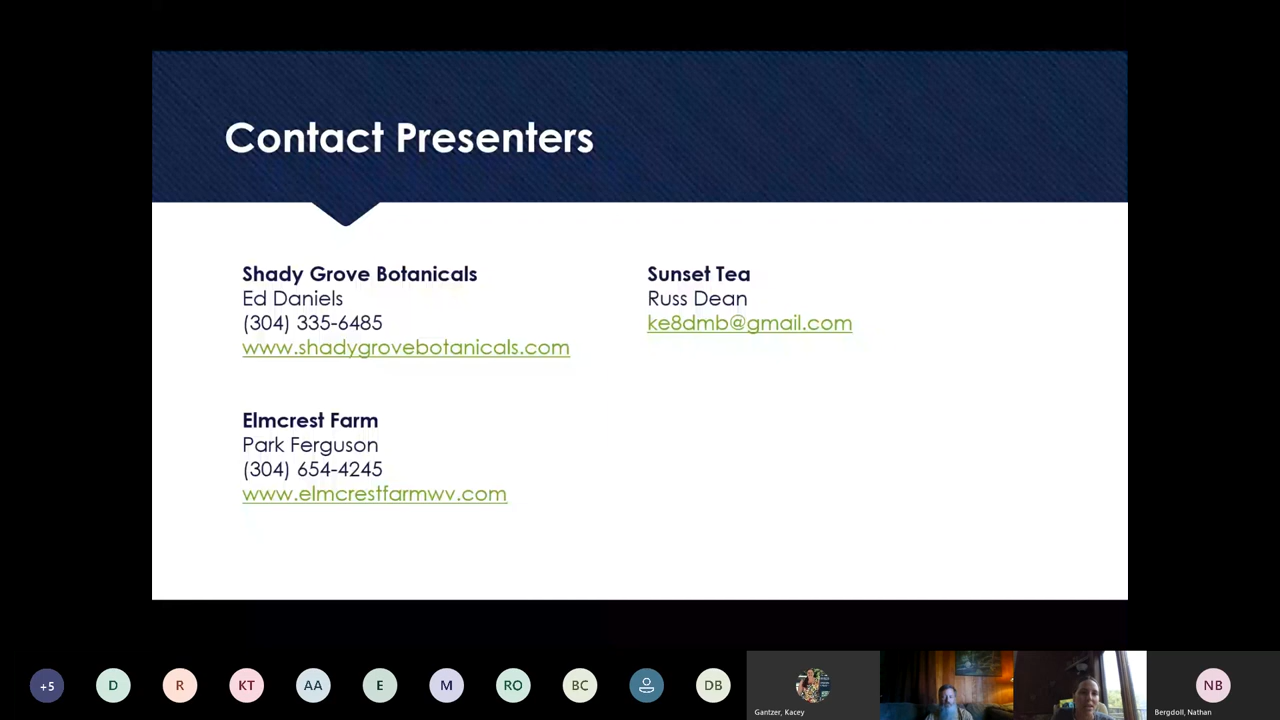 Contact Presenters
Shady Grove Botanicals
Ed Daniels
(304) 335-6485
www.shadygrovebotanicals.com
Elmcrest Farm
Park Ferguson
(304) 654-4245
www.elmcrestfarmwv.com
Sunset Tea
Russ Dean
ke8dmb@gmail.com
+5
D
R
KT
AA
E
M
RO
BC
DB
Gantzer, Kacey
NB
Bergdoll, Nathan